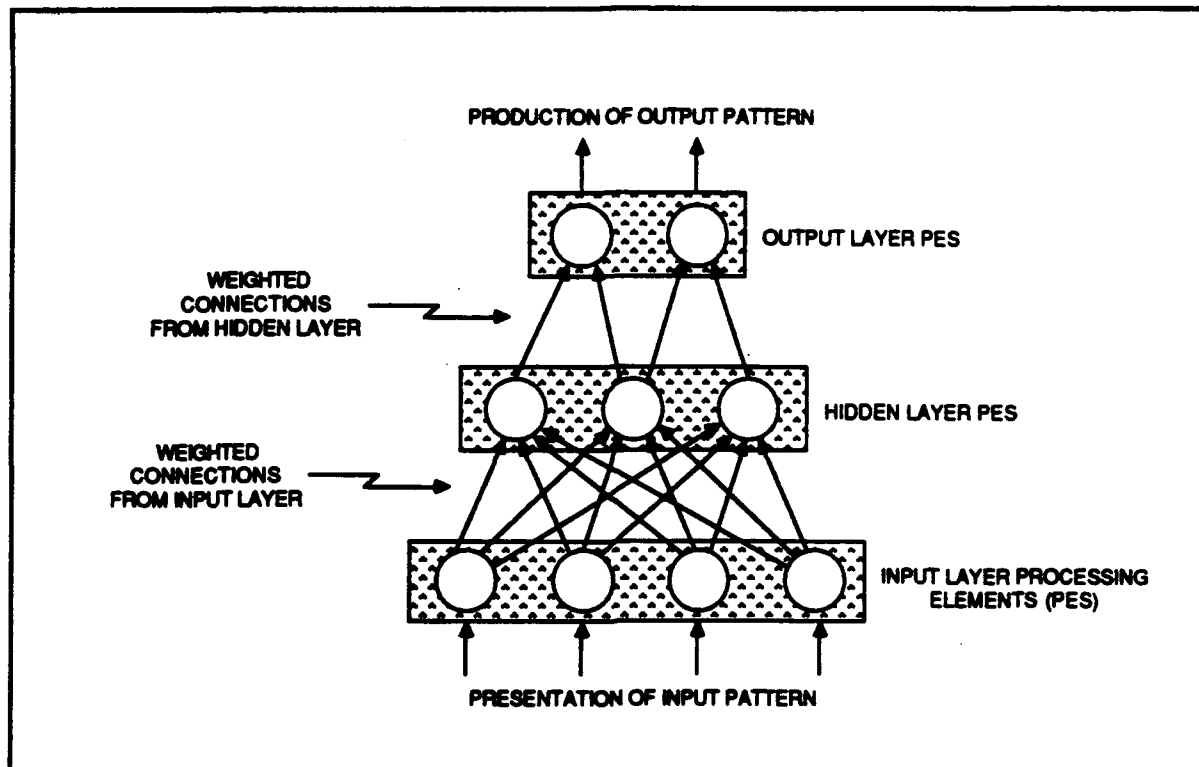 PRODUCTION OF OUTPUT PATTERN
OUTPUT LAYER PES
WEIGHTED
CONNECTIONS
FROM HIDDEN LAYER
HIDDEN LAYER PES
WEIGHTED
CONNECTIONS
FROM INPUT LAYER
INPUT LAYER PROCESSING
ELEMENTS (PES)
PRESENTATION OF INPUT PATTERN